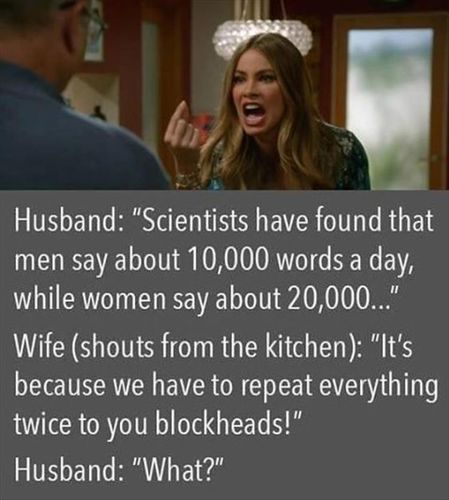 Husband: "Scientists have found that
men say about 10,000 words a day,
while women say about 20,000..."
Wife (shouts from the kitchen): "It's
because we have to repeat everything
twice to you blockheads!"
Husband: "What?"